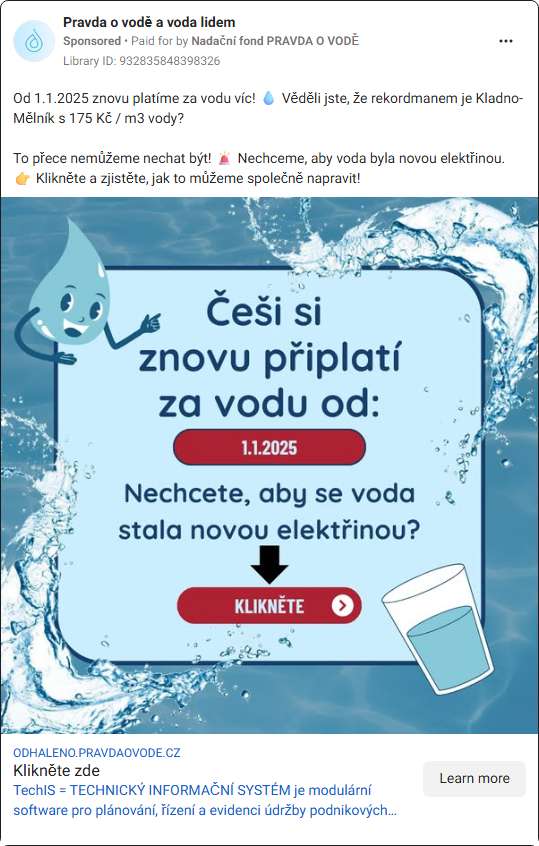 Pravda o vodě a voda lidem
Sponsored • Paid for by Nadační fond PRAVDA O VODĚ
Library ID: 932835848398326
Od 1.1.2025 znovu platíme za vodu víc! 💧 Věděli jste, že rekordmanem je Kladno-
Mělník s 175 Kč / m3 vody?
To přece nemůžeme nechat být! 🚨 Nechceme, aby voda byla novou elektřinou.
👉 Klikněte a zjistěte, jak to můžeme společně napravit!
Češi si
znovu připlatí
za vodu od:
1.1.2025
Nechcete, aby se voda
stala novou elektřinou?
KLIKNĚTE
ODHALENO.PRAVDAOVODE.CZ
Klikněte zde
TechIS = TECHNICKÝ INFORMAČNÍ SYSTÉM je modulární
software pro plánování, řízení a evidenci údržby podnikových...
Learn more